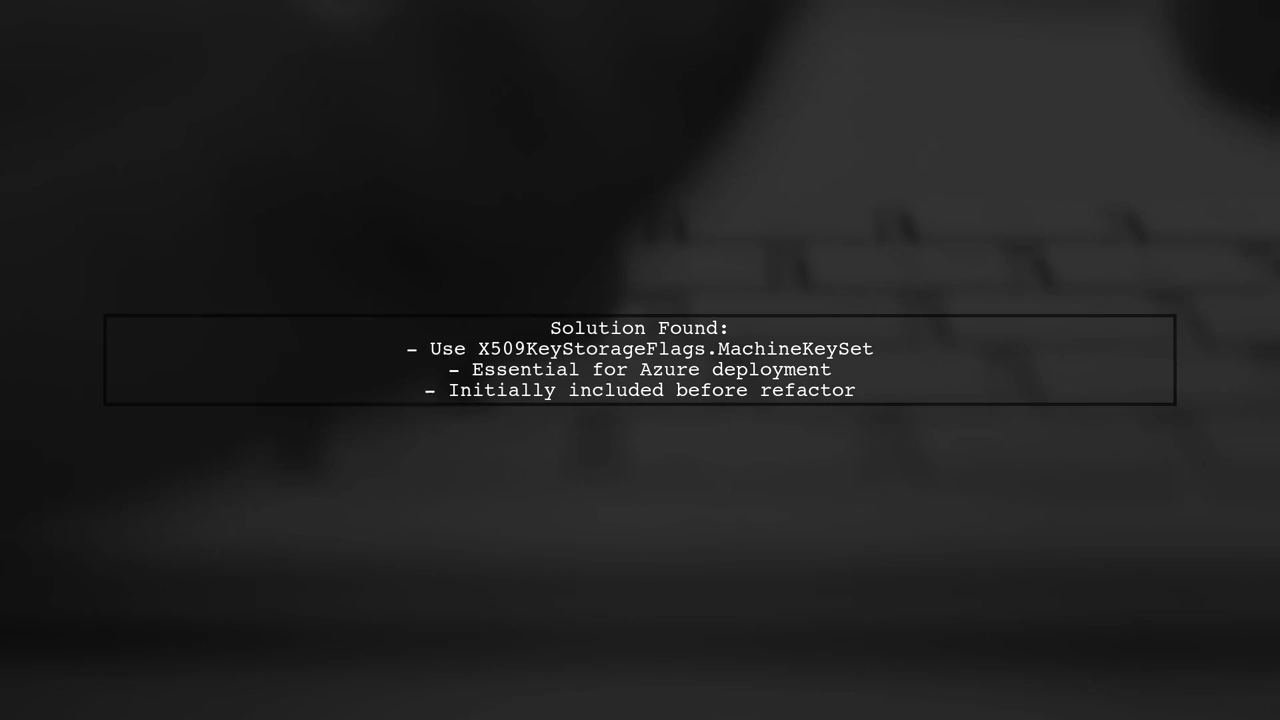 Solution Found:
- Use X509KeyStorageFlags.MachineKeySet
- Essential for Azure deployment
- Initially included before refactor